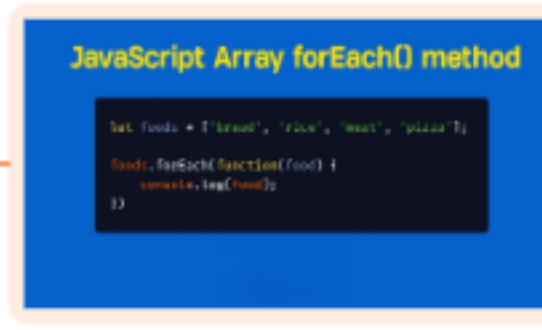 JavaScript Array forEach() method
let foods = ["bread", "rice", "meat", "pizza"];
foods.forEach(function(food) {
console.log(food);
})